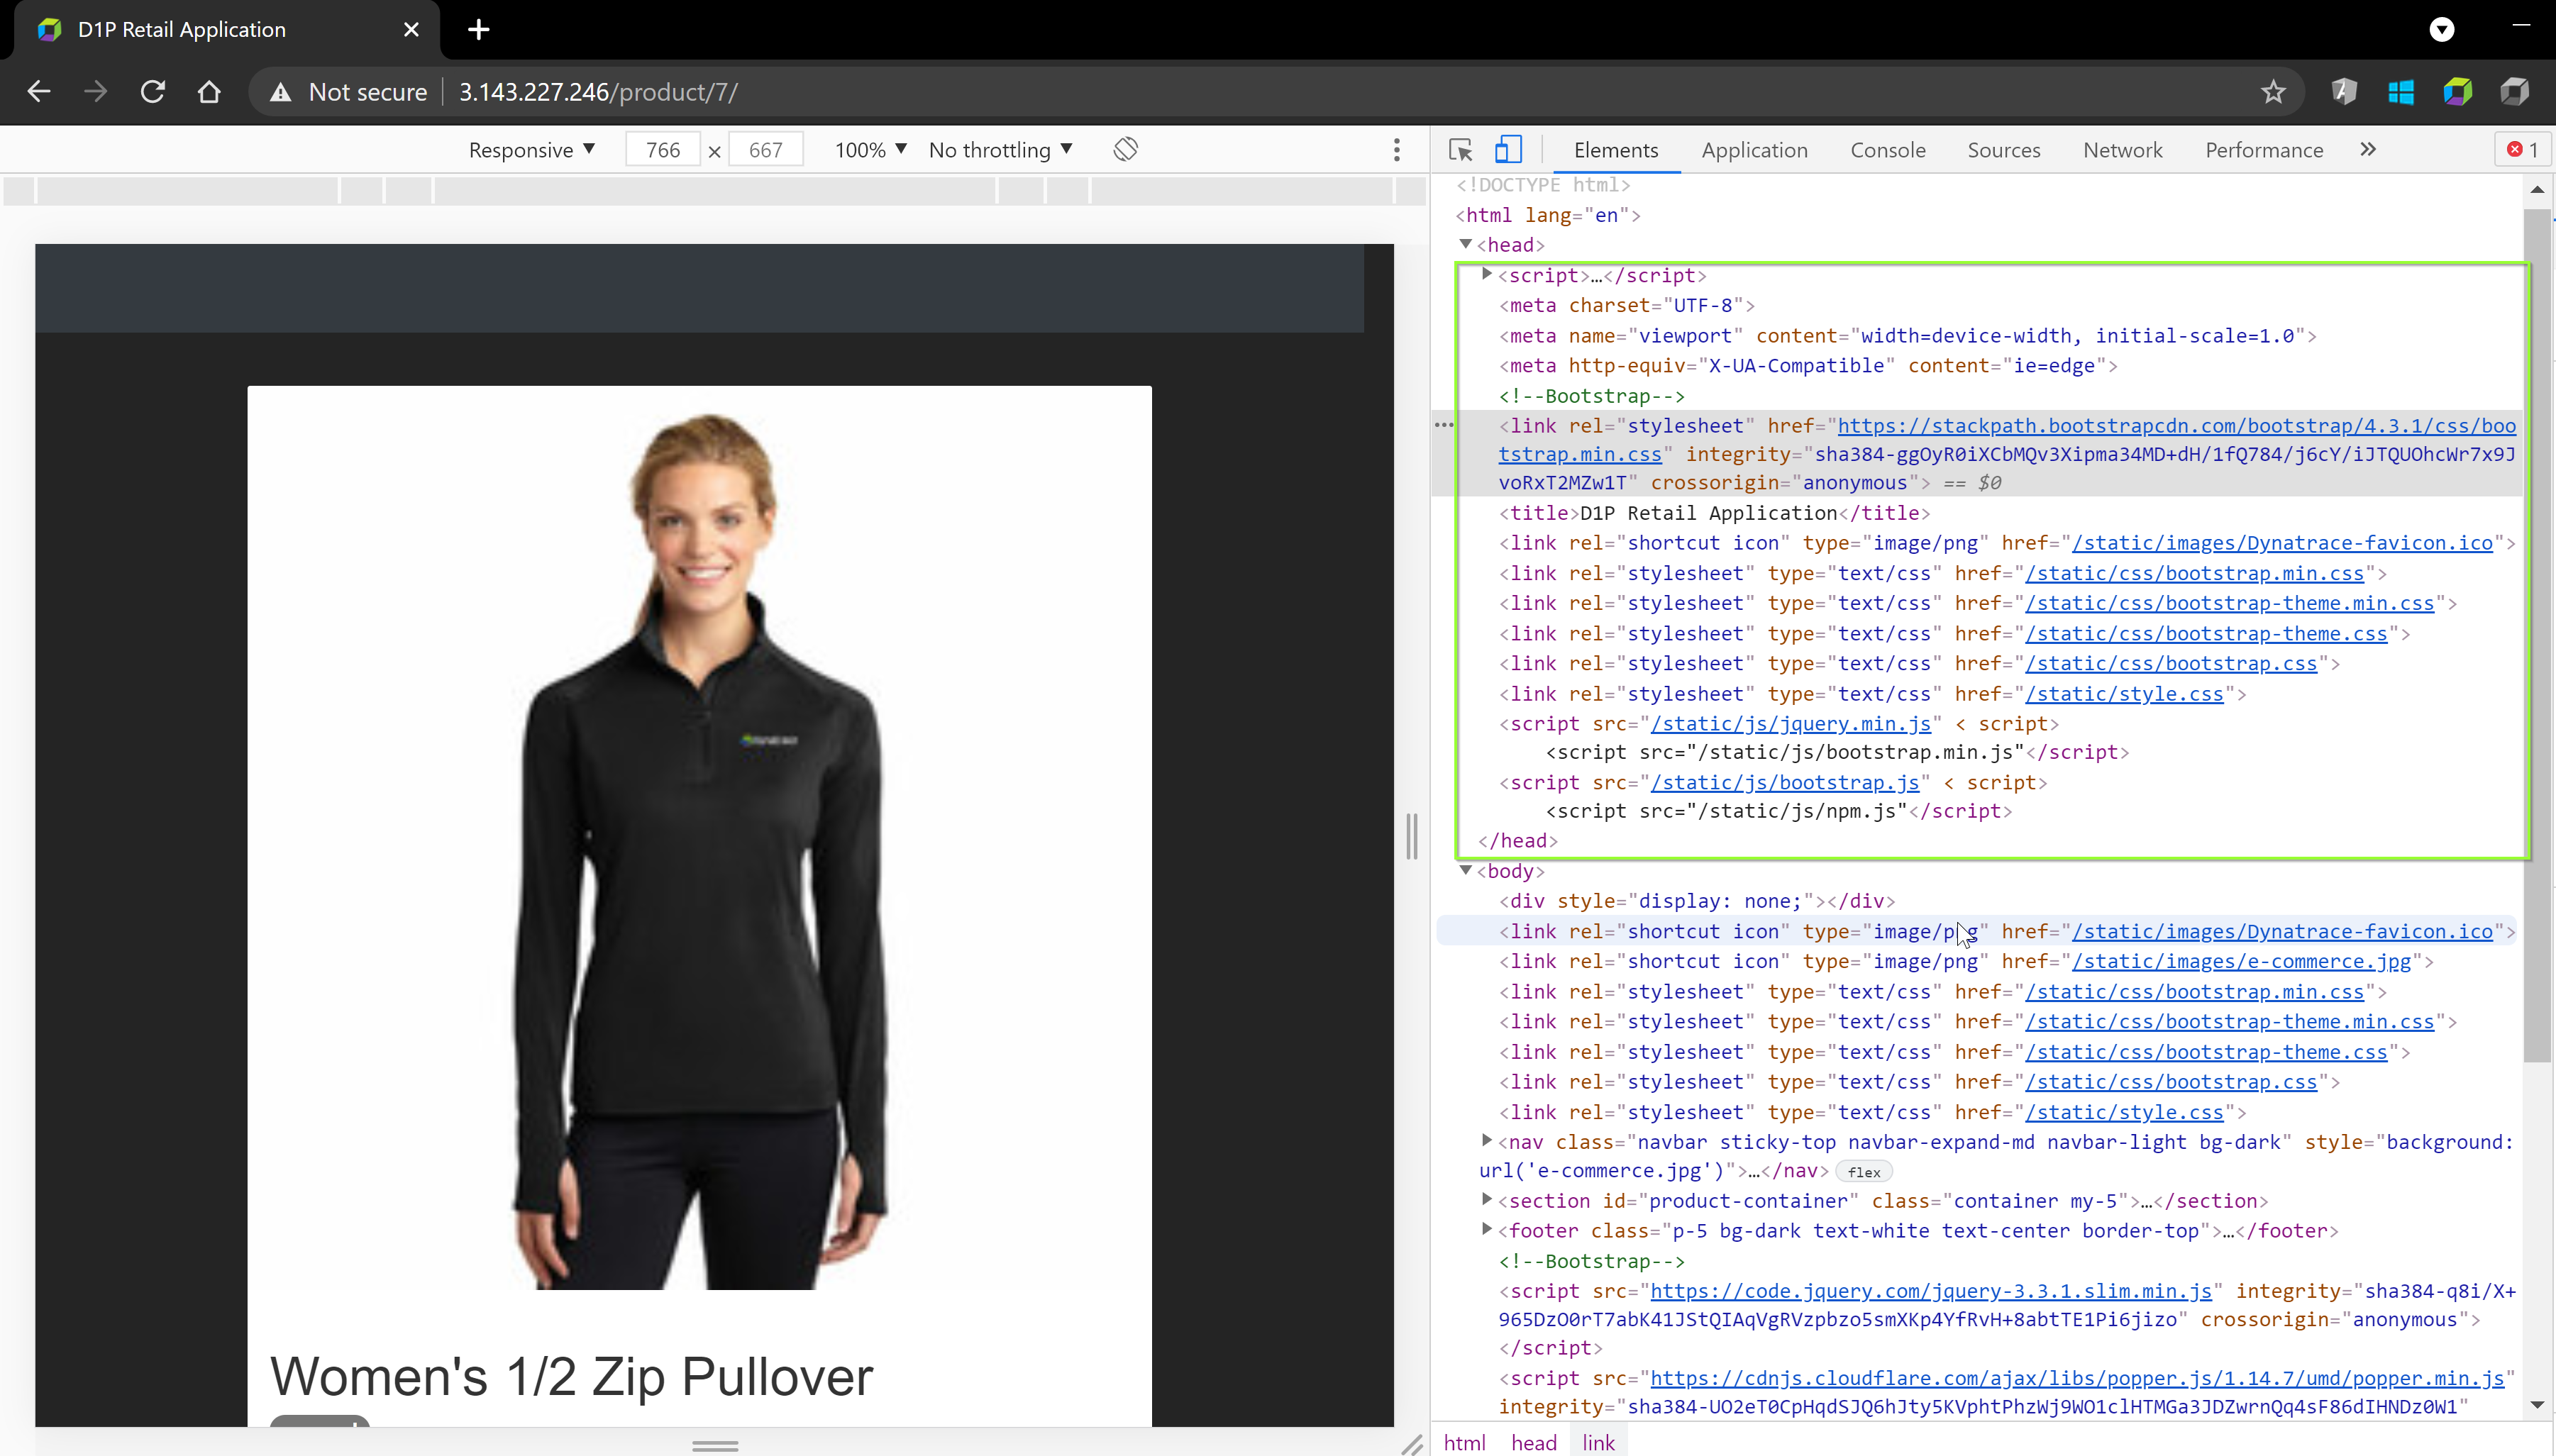 D1P Retail Application
Not secure 3.143.227.246/product/7/
Responsive 766 × 667 100% No throttling
Elements Application Console Sources Network Performance 1
<!DOCTYPE html>
<html lang="en">
<head>
<script>…</script>
<meta charset="UTF-8">
<meta name="viewport" content="width=device-width, initial-scale=1.0">
<meta http-equiv="X-UA-Compatible" content="ie=edge">
<!--Bootstrap-->
<link rel="stylesheet" href="https://stackpath.bootstrapcdn.com/bootstrap/4.3.1/css/boo
tstrap.min.css" integrity="sha384-ggOyR0iXCbMQv3Xipma34MD+dH/1fQ784/j6cY/iJTQUOhcWr7x9J
voRxT2MZw1T" crossorigin="anonymous"> == $0
<title>D1P Retail Application</title>
<link rel="shortcut icon" type="image/png" href="/static/images/Dynatrace-favicon.ico">
<link rel="stylesheet" type="text/css" href="/static/css/bootstrap.min.css">
<link rel="stylesheet" type="text/css" href="/static/css/bootstrap-theme.min.css">
<link rel="stylesheet" type="text/css" href="/static/css/bootstrap-theme.css">
<link rel="stylesheet" type="text/css" href="/static/css/bootstrap.css">
<link rel="stylesheet" type="text/css" href="/static/style.css">
<script src="/static/js/jquery.min.js" < script>
<script src="/static/js/bootstrap.min.js"</script>
<script src="/static/js/bootstrap.js" < script>
<script src="/static/js/npm.js"</script>
</head>
<body>
<div style="display: none;"></div>
<link rel="shortcut icon" type="image/png" href="/static/images/Dynatrace-favicon.ico">
<link rel="shortcut icon" type="image/png" href="/static/images/e-commerce.jpg">
<link rel="stylesheet" type="text/css" href="/static/css/bootstrap.min.css">
<link rel="stylesheet" type="text/css" href="/static/css/bootstrap-theme.min.css">
<link rel="stylesheet" type="text/css" href="/static/css/bootstrap-theme.css">
<link rel="stylesheet" type="text/css" href="/static/css/bootstrap.css">
<link rel="stylesheet" type="text/css" href="/static/style.css">
<nav class="navbar sticky-top navbar-expand-md navbar-light bg-dark" style="background:
url('e-commerce.jpg')">…</nav> flex
<section id="product-container" class="container my-5">…</section>
<footer class="p-5 bg-dark text-white text-center border-top">…</footer>
<!--Bootstrap-->
<script src="https://code.jquery.com/jquery-3.3.1.slim.min.js" integrity="sha384-q8i/X+
965DzO0rT7abK41JStQIAqVgRVzpbzo5smXKp4YfRvH+8abtTE1Pi6jizo" crossorigin="anonymous">
</script>
<script src="https://cdnjs.cloudflare.com/ajax/libs/popper.js/1.14.7/umd/popper.min.js"
integrity="sha384-UO2eT0CpHqdSJQ6hJty5KVphtPhzWj9WO1clHTMGa3JDZwrnQq4sF86dIHNDz0W1"
html head link
Women's 1/2 Zip Pullover